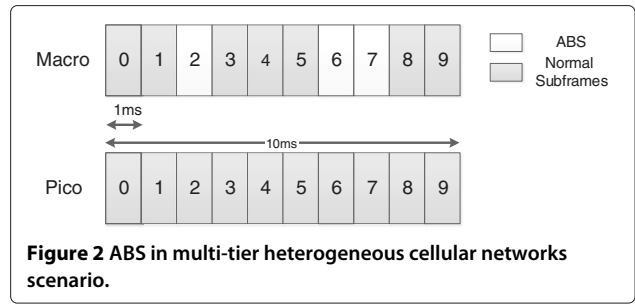 Macro 0 1 2 3 4 5 6 7 8 9
ABS
Normal
Subframes
1ms
10ms
Pico 0 1 2 3 4 5 6 7 8 9
Figure 2 ABS in multi-tier heterogeneous cellular networks
scenario.